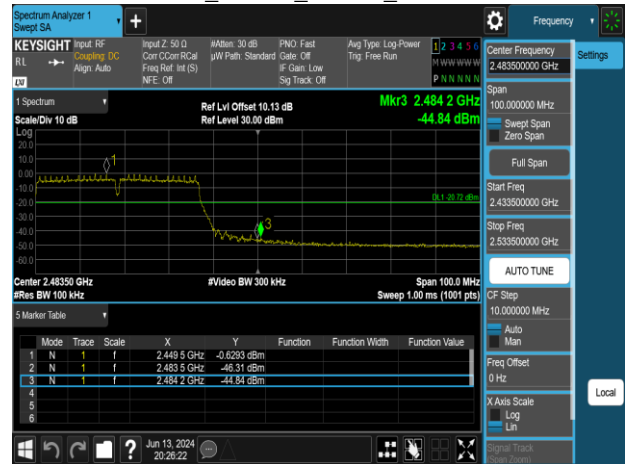 Spectrum Analyzer 1
Swept SA
+
Frequency
KEYSIGHT
RL
Input: RF
Coupling: DC
Align: Auto
Input Z: 50 Ω
Corr CCorr RCal
Freq Ref: Int (S)
NFE: Off
#Atten: 30 dB
µW Path: Standard
PNO: Fast
Gate: Off
IF Gain: Low
Sig Track: Off
Avg Type: Log-Power
Trig: Free Run
1 2 3 4 5 6
M W W W W W
P N N N N N
LXI
1 Spectrum
Scale/Div 10 dB
Ref Lvl Offset 10.13 dB
Ref Level 30.00 dBm
Mkr3 2.484 2 GHz
-44.84 dBm
Log
20.0
10.0
0.00
-10.0
-20.0
-30.0
-40.0
-50.0
-60.0
1
3
DL1 -20.72 dBm
Center 2.48350 GHz
#Res BW 100 kHz
#Video BW 300 kHz
Span 100.0 MHz
Sweep 1.00 ms (1001 pts)
5 Marker Table
Mode Trace Scale X Y Function Function Width Function Value
1 N 1 f 2.449 5 GHz -0.6293 dBm
2 N 1 f 2.483 5 GHz -46.31 dBm
3 N 1 f 2.484 2 GHz -44.84 dBm
4
5
6
?
Jun 13, 2024
20:26:22
Center Frequency
2.483500000 GHz
Settings
Span
100.000000 MHz
Swept Span
Zero Span
Full Span
Start Freq
2.433500000 GHz
Stop Freq
2.533500000 GHz
AUTO TUNE
CF Step
10.000000 MHz
Auto
Man
Freq Offset
0 Hz
X Axis Scale
Log
Lin
Signal Track
(Span Zoom)
Local